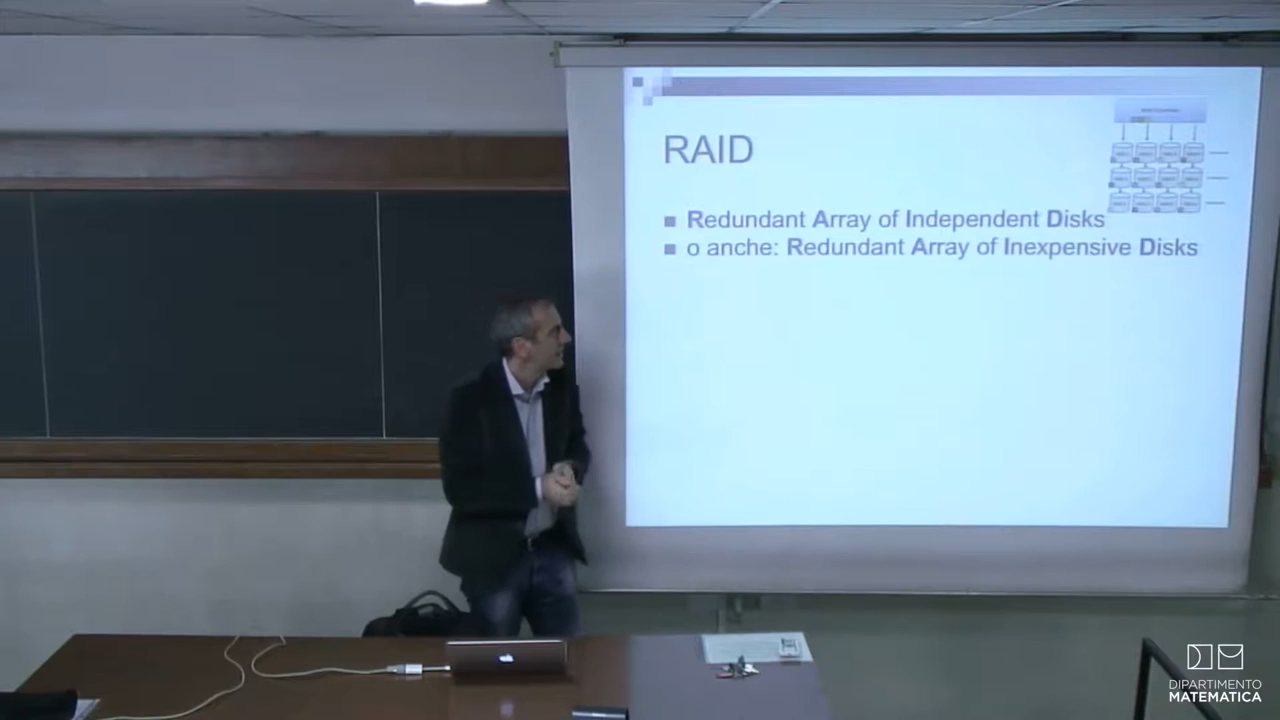 RAID
Redundant Array of Independent Disks
o anche: Redundant Array of Inexpensive Disks
DIPARTIMENTO
MATEMATICA